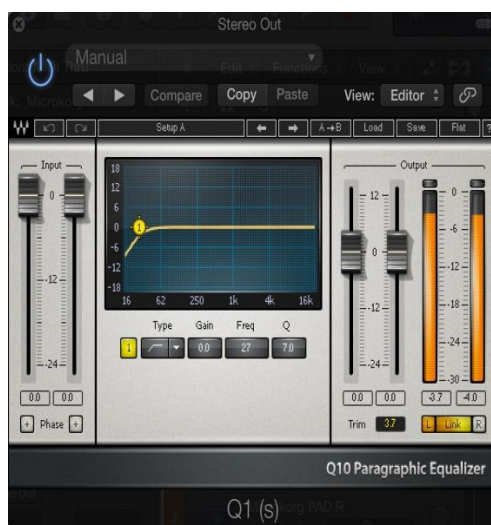 Stereo Out
Manual
Edit Functions View
Compare Copy Paste View: Editor
Setup A A→B Load Save Flat ?
Input Output
18
12
6
0
-6
-12
-18
16 62 250 1k 4k 16k
1
Type Gain Freq Q
1 0.0 27 7.0
0
-12
-24
12
0
-12
-24
0
-6
-12
-18
-24
-30
0.0 0.0 0.0 0.0 -3.7 -4.0
+ Phase + Trim 3.7 L Link R
Q10 Paragraphic Equalizer
Q1 (s)